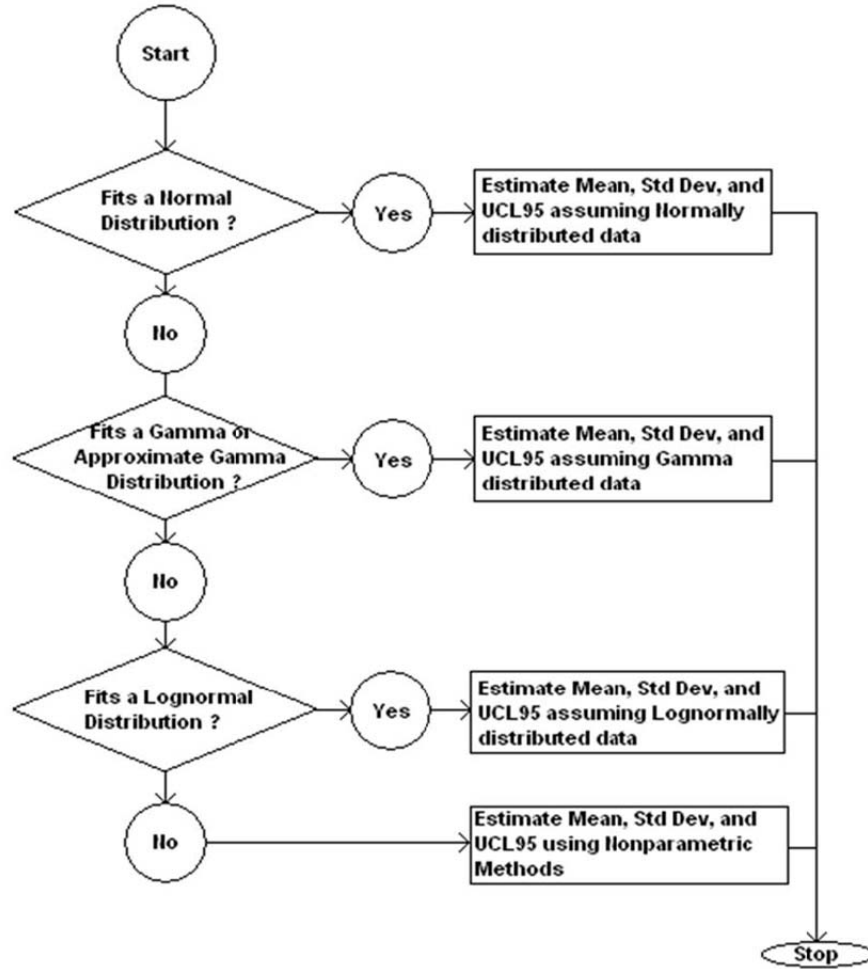 Start
Fits a Normal
Distribution ?
Yes
Estimate Mean, Std Dev, and
UCL95 assuming Normally
distributed data
No
Fits a Gamma or
Approximate Gamma
Distribution ?
Yes
Estimate Mean, Std Dev, and
UCL95 assuming Gamma
distributed data
No
Fits a Lognormal
Distribution ?
Yes
Estimate Mean, Std Dev, and
UCL95 assuming Lognormally
distributed data
No
Estimate Mean, Std Dev, and
UCL95 using Nonparametric
Methods
Stop